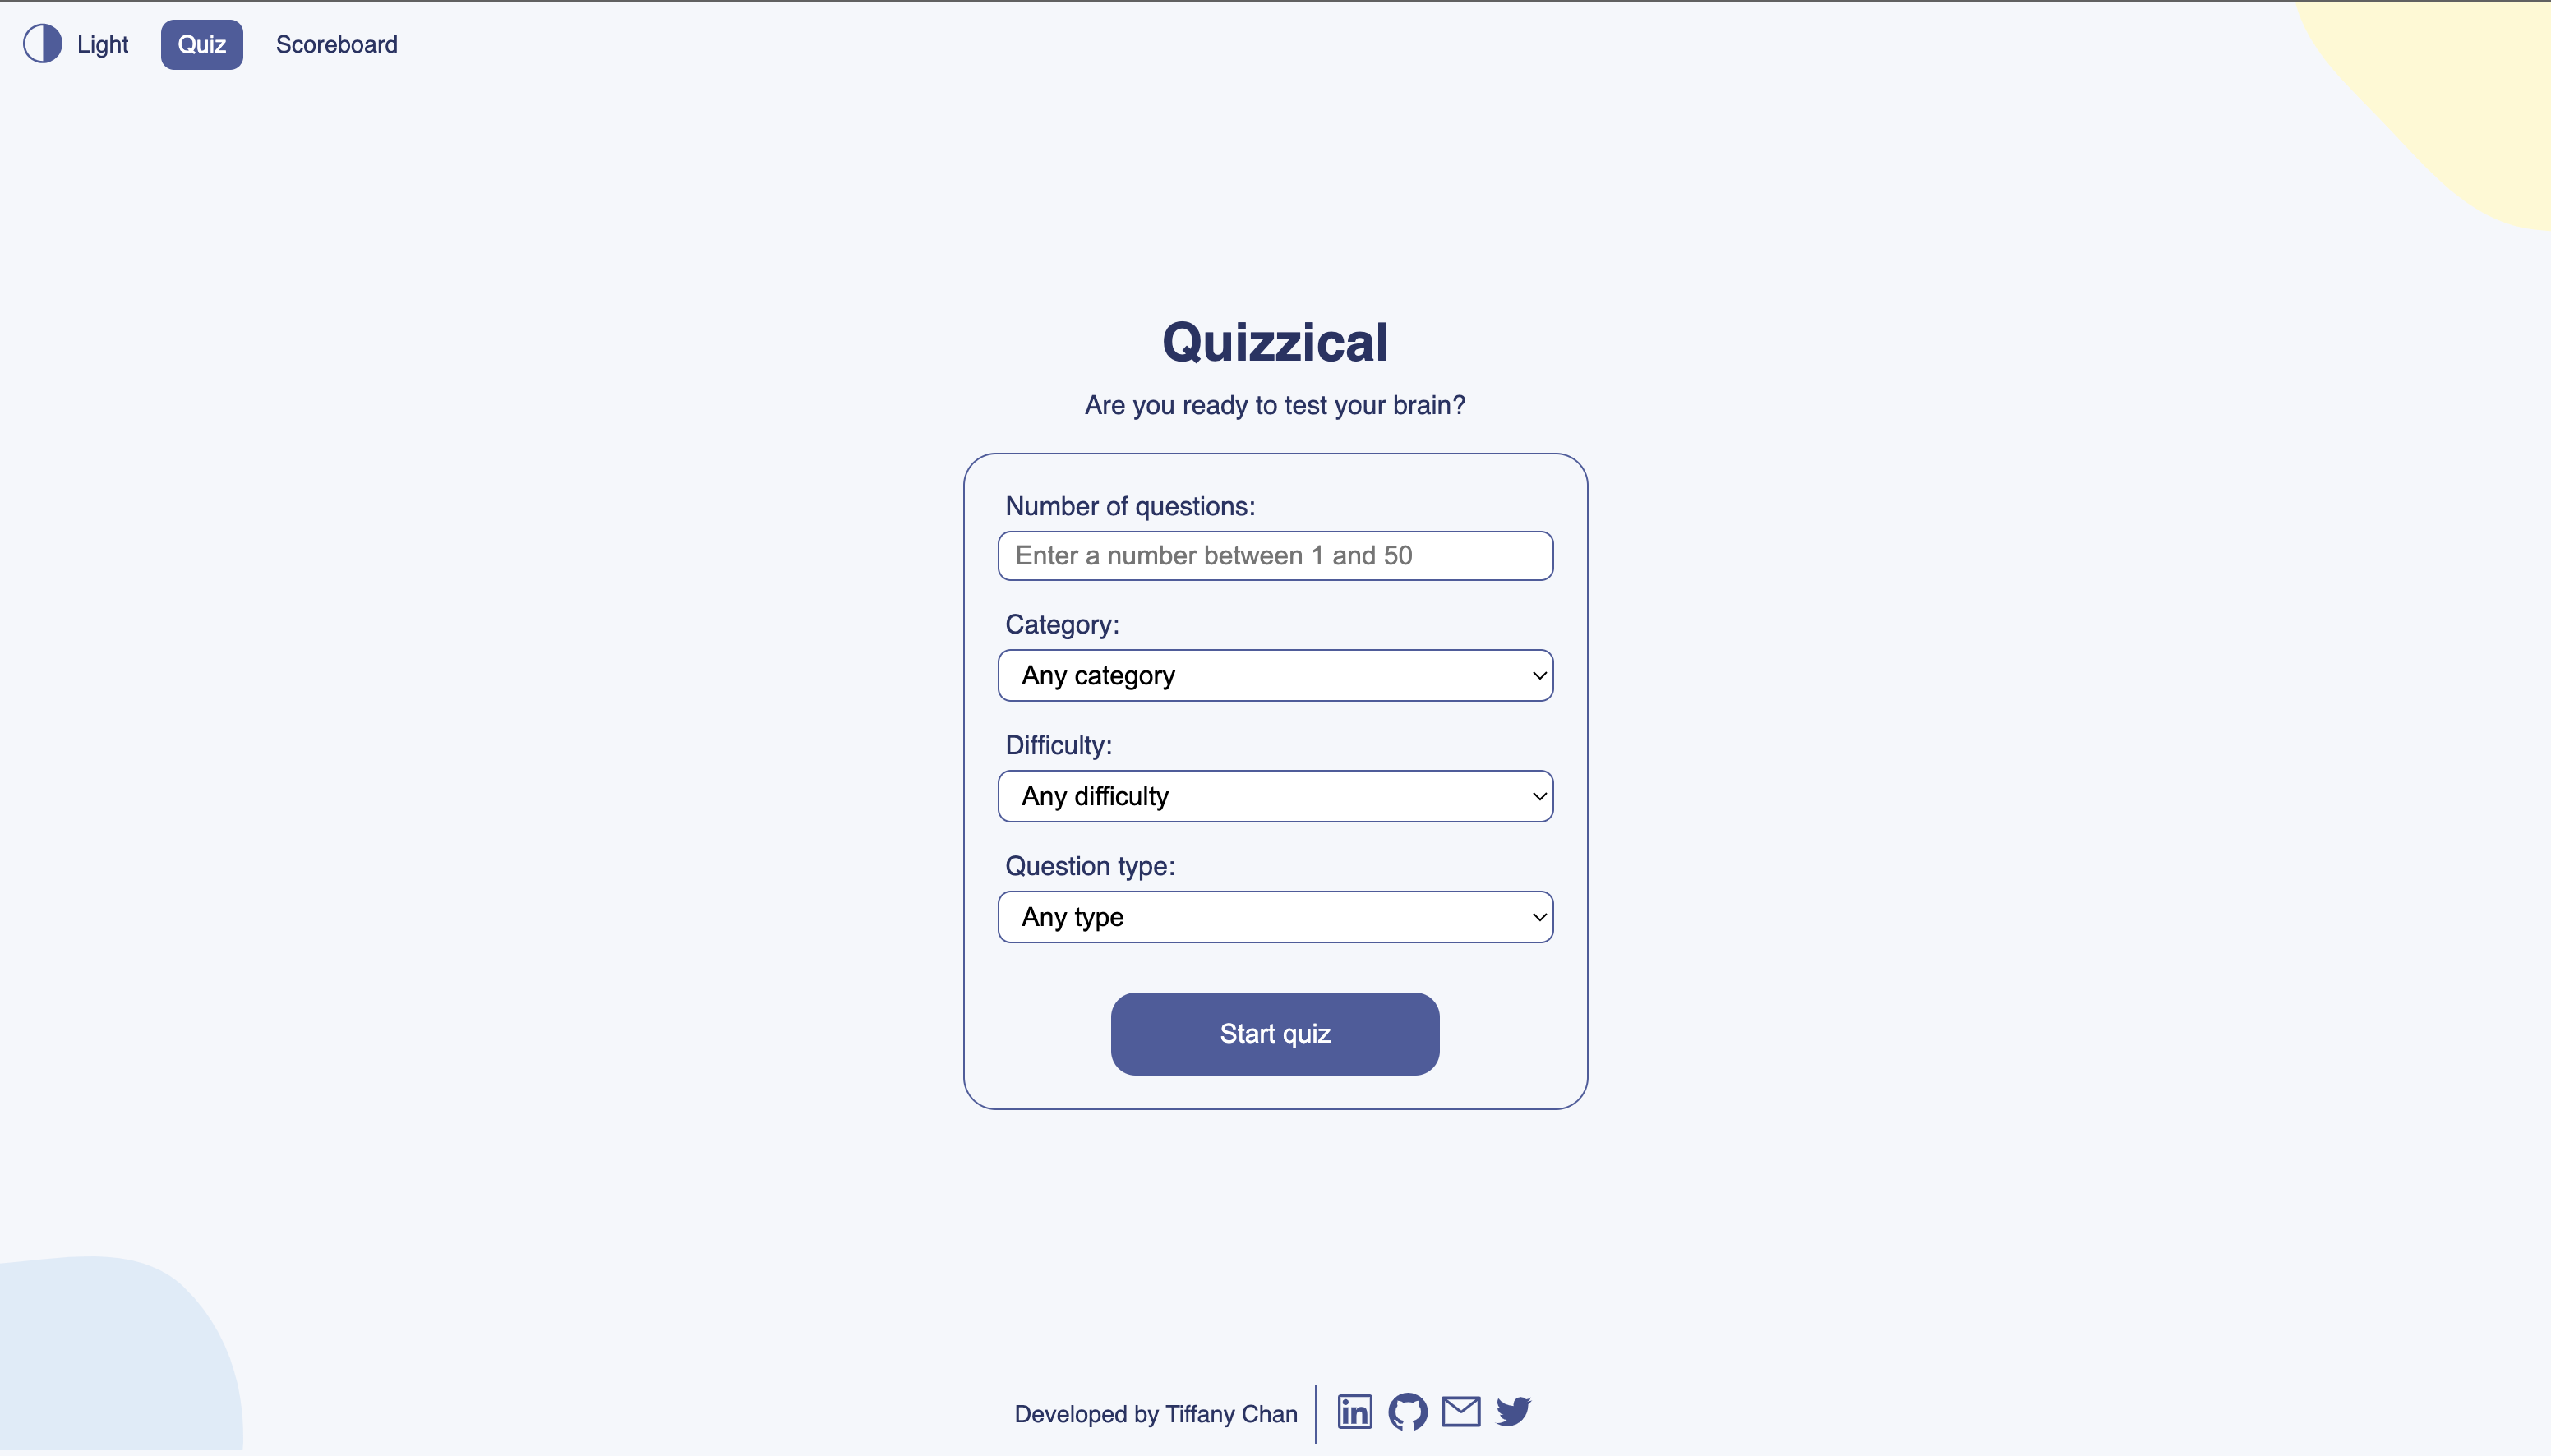 Light
Quiz
Scoreboard
Quizzical
Are you ready to test your brain?
Number of questions:
Enter a number between 1 and 50
Category:
Any category
Difficulty:
Any difficulty
Question type:
Any type
Start quiz
Developed by Tiffany Chan
in